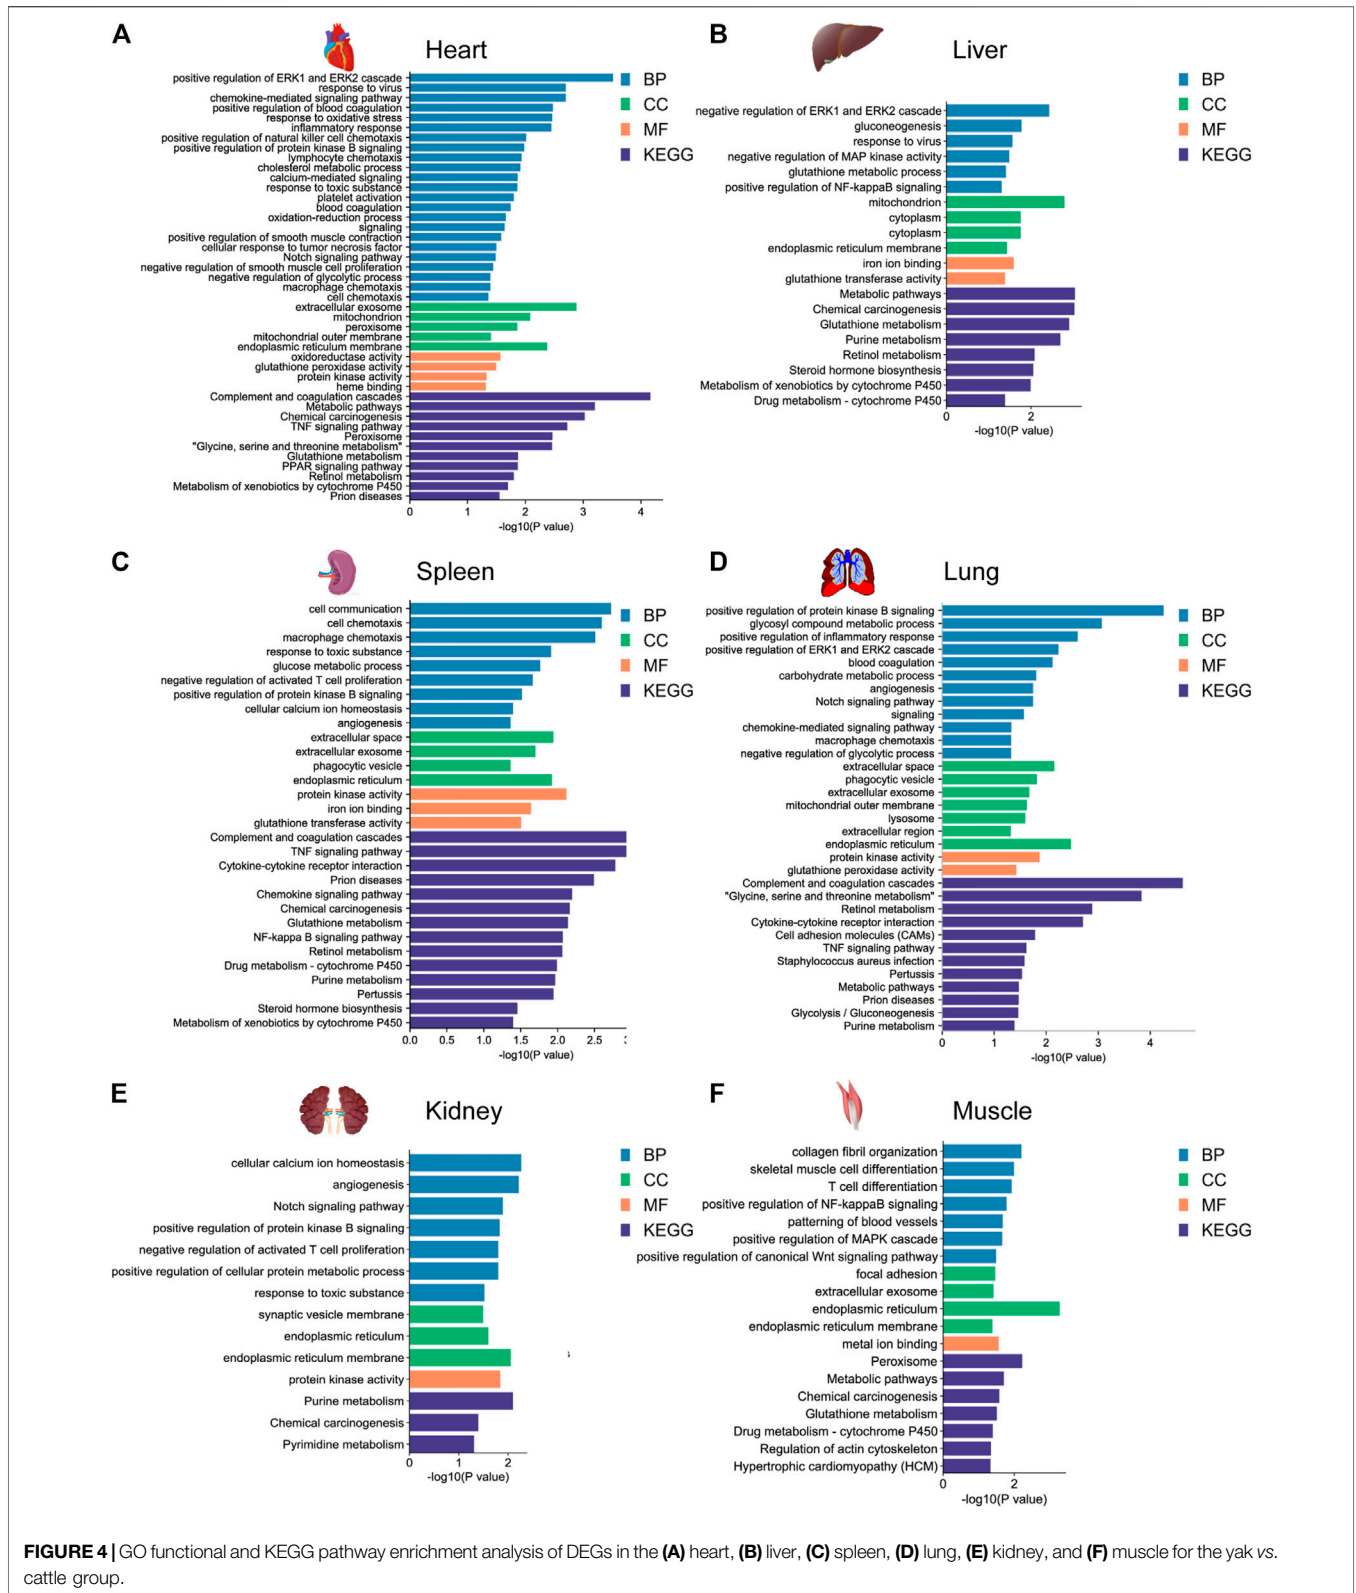 A
Heart
positive regulation of ERK1 and ERK2 cascade
response to virus
chemokine-mediated signaling pathway
positive regulation of blood coagulation
response to oxidative stress
inflammatory response
positive regulation of natural killer cell chemotaxis
positive regulation of protein kinase B signaling
lymphocyte chemotaxis
cholesterol metabolic process
calcium-mediated signaling
response to toxic substance
platelet activation
blood coagulation
oxidation-reduction process
signaling
positive regulation of smooth muscle contraction
cellular response to tumor necrosis factor
Notch signaling pathway
negative regulation of smooth muscle cell proliferation
negative regulation of glycolytic process
macrophage chemotaxis
cell chemotaxis
extracellular exosome
mitochondrion
peroxisome
mitochondrial outer membrane
endoplasmic reticulum membrane
oxidoreductase activity
glutathione peroxidase activity
protein kinase activity
heme binding
Complement and coagulation cascades
Metabolic pathways
Chemical carcinogenesis
TNF signaling pathway
Peroxisome
"Glycine, serine and threonine metabolism"
Glutathione metabolism
PPAR signaling pathway
Retinol metabolism
Metabolism of xenobiotics by cytochrome P450
Prion diseases
0 1 2 3 4
-log10(P value)
BP
CC
MF
KEGG
B
Liver
negative regulation of ERK1 and ERK2 cascade
gluconeogenesis
response to virus
negative regulation of MAP kinase activity
glutathione metabolic process
positive regulation of NF-kappaB signaling
mitochondrion
cytoplasm
cytoplasm
endoplasmic reticulum membrane
iron ion binding
glutathione transferase activity
Metabolic pathways
Chemical carcinogenesis
Glutathione metabolism
Purine metabolism
Retinol metabolism
Steroid hormone biosynthesis
Metabolism of xenobiotics by cytochrome P450
Drug metabolism - cytochrome P450
0 2
-log10(P value)
BP
CC
MF
KEGG
C
Spleen
cell communication
cell chemotaxis
macrophage chemotaxis
response to toxic substance
glucose metabolic process
negative regulation of activated T cell proliferation
positive regulation of protein kinase B signaling
cellular calcium ion homeostasis
angiogenesis
extracellular space
extracellular exosome
phagocytic vesicle
endoplasmic reticulum
protein kinase activity
iron ion binding
glutathione transferase activity
Complement and coagulation cascades
TNF signaling pathway
Cytokine-cytokine receptor interaction
Prion diseases
Chemokine signaling pathway
Chemical carcinogenesis
Glutathione metabolism
NF-kappa B signaling pathway
Retinol metabolism
Drug metabolism - cytochrome P450
Purine metabolism
Pertussis
Steroid hormone biosynthesis
Metabolism of xenobiotics by cytochrome P450
0.0 0.5 1.0 1.5 2.0 2.5
-log10(P value)
BP
CC
MF
KEGG
D
Lung
positive regulation of protein kinase B signaling
glycosyl compound metabolic process
positive regulation of inflammatory response
positive regulation of ERK1 and ERK2 cascade
blood coagulation
carbohydrate metabolic process
angiogenesis
Notch signaling pathway
signaling
chemokine-mediated signaling pathway
macrophage chemotaxis
negative regulation of glycolytic process
extracellular space
phagocytic vesicle
extracellular exosome
mitochondrial outer membrane
lysosome
extracellular region
endoplasmic reticulum
protein kinase activity
glutathione peroxidase activity
Complement and coagulation cascades
"Glycine, serine and threonine metabolism"
Retinol metabolism
Cytokine-cytokine receptor interaction
Cell adhesion molecules (CAMs)
TNF signaling pathway
Staphylococcus aureus infection
Pertussis
Metabolic pathways
Prion diseases
Glycolysis / Gluconeogenesis
Purine metabolism
0 1 2 3 4
-log10(P value)
BP
CC
MF
KEGG
E
Kidney
cellular calcium ion homeostasis
angiogenesis
Notch signaling pathway
positive regulation of protein kinase B signaling
negative regulation of activated T cell proliferation
positive regulation of cellular protein metabolic process
response to toxic substance
synaptic vesicle membrane
endoplasmic reticulum
endoplasmic reticulum membrane
protein kinase activity
Purine metabolism
Chemical carcinogenesis
Pyrimidine metabolism
0 1 2
-log10(P value)
BP
CC
MF
KEGG
F
Muscle
collagen fibril organization
skeletal muscle cell differentiation
T cell differentiation
positive regulation of NF-kappaB signaling
patterning of blood vessels
positive regulation of MAPK cascade
positive regulation of canonical Wnt signaling pathway
focal adhesion
extracellular exosome
endoplasmic reticulum
endoplasmic reticulum membrane
metal ion binding
Peroxisome
Metabolic pathways
Chemical carcinogenesis
Glutathione metabolism
Drug metabolism - cytochrome P450
Regulation of actin cytoskeleton
Hypertrophic cardiomyopathy (HCM)
0 2
-log10(P value)
BP
CC
MF
KEGG
FIGURE 4 | GO functional and KEGG pathway enrichment analysis of DEGs in the (A) heart, (B) liver, (C) spleen, (D) lung, (E) kidney, and (F) muscle for the yak vs.
cattle group.